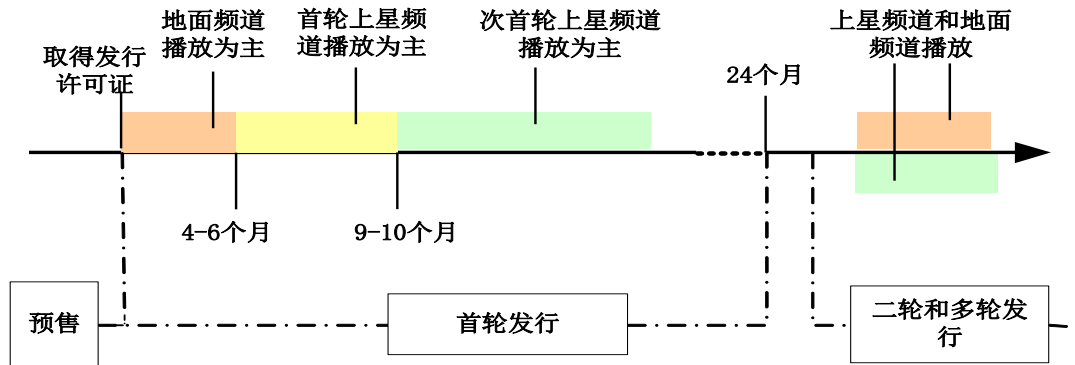 取得发行
许可证
地面频道
播放为主
首轮上星频
道播放为主
次首轮上星频道
播放为主
24个月
上星频道和地面
频道播放
4-6个月
9-10个月
预售
首轮发行
二轮和多轮发
行